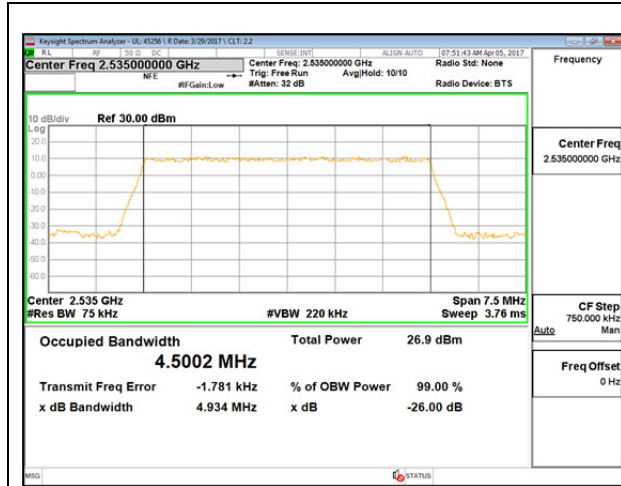 Keysight Spectrum Analyzer - UL: 45256 \ R Date: 3/29/2017 \ CLT: 2.2
RL RF 50 Ω DC SENSE:INT ALIGN AUTO 07:51:43 AM Apr 05, 2017
Center Freq 2.535000000 GHz Center Freq: 2.535000000 GHz Radio Std: None Frequency
NFE Trig: Free Run Avg|Hold: 10/10
#IFGain:Low #Atten: 32 dB Radio Device: BTS
10 dB/div Ref 30.00 dBm
Log
20.0
10.0
0.00
-10.0
-20.0
-30.0
-40.0
-50.0
-60.0
Center Freq
2.535000000 GHz
Center 2.535 GHz Span 7.5 MHz
#Res BW 75 kHz #VBW 220 kHz Sweep 3.76 ms
CF Step
750.000 kHz
Auto Man
Occupied Bandwidth Total Power 26.9 dBm
4.5002 MHz
Transmit Freq Error -1.781 kHz % of OBW Power 99.00 %
x dB Bandwidth 4.934 MHz x dB -26.00 dB
Freq Offset
0 Hz
MSG STATUS